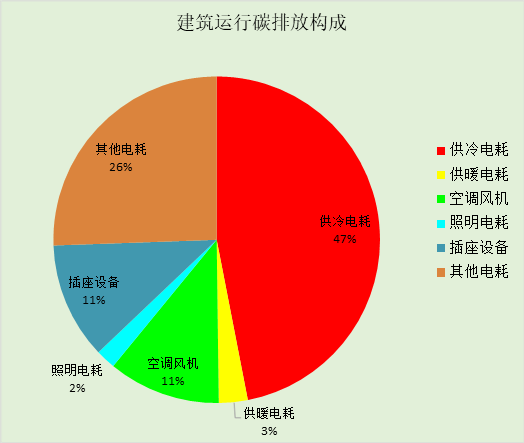 建筑运行碳排放构成
其他电耗
26%
供冷电耗
47%
插座设备
11%
照明电耗
2%
空调风机
11%
供暖电耗
3%
供冷电耗
供暖电耗
空调风机
照明电耗
插座设备
其他电耗